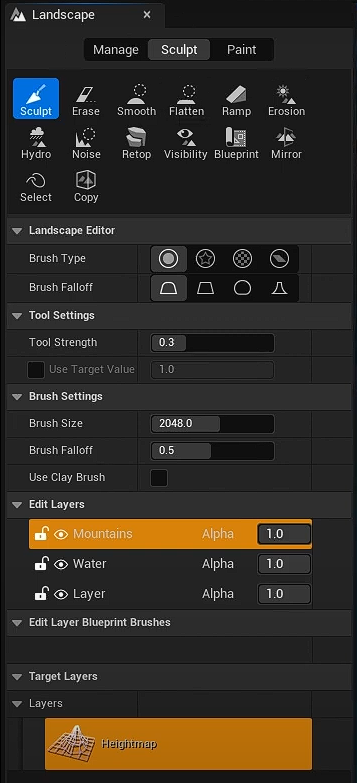 Landscape
Manage Sculpt Paint
Sculpt Erase Smooth Flatten Ramp Erosion
Hydro Noise Retop Visibility Blueprint Mirror
Select Copy
Landscape Editor
Brush Type
Brush Falloff
Tool Settings
Tool Strength 0.3
Use Target Value 1.0
Brush Settings
Brush Size 2048.0
Brush Falloff 0.5
Use Clay Brush
Edit Layers
Mountains Alpha 1.0
Water Alpha 1.0
Layer Alpha 1.0
Edit Layer Blueprint Brushes
Target Layers
Layers
Heightmap